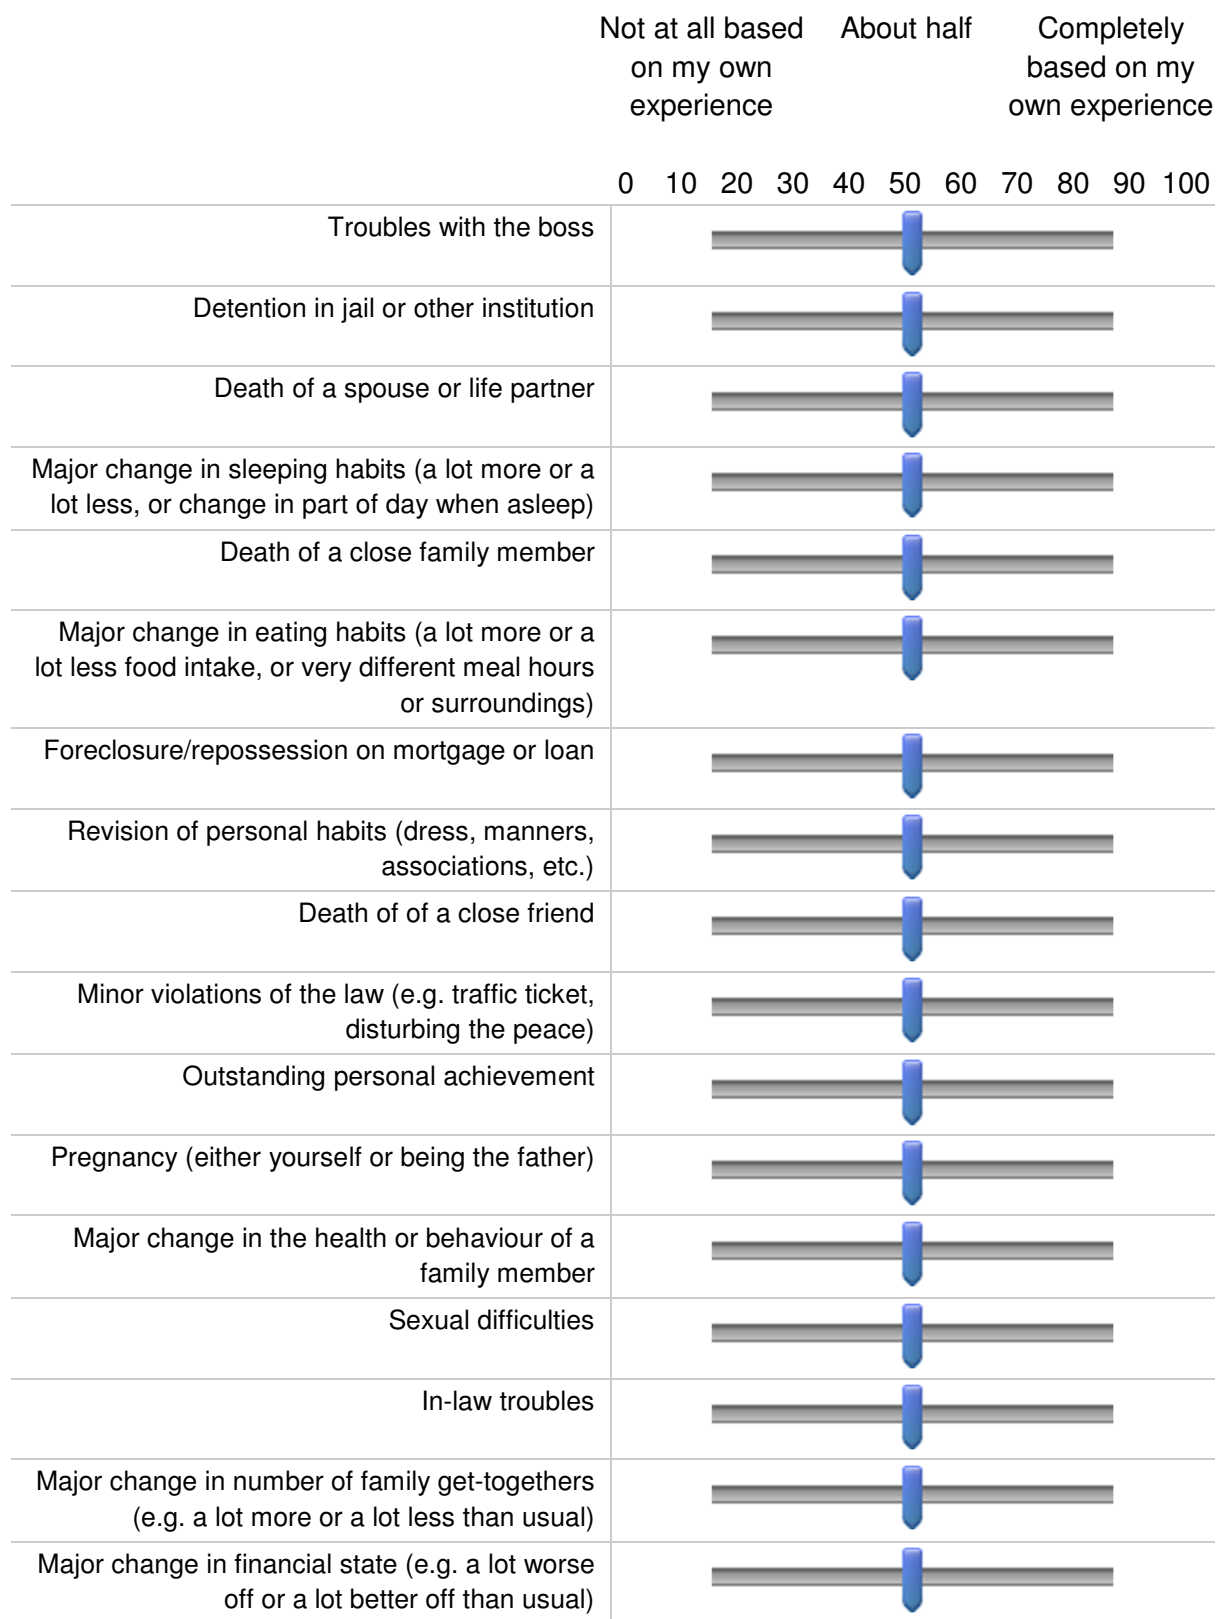 Not at all based on my own experience
About half
Completely based on my own experience
0 10 20 30 40 50 60 70 80 90 100
Troubles with the boss
Detention in jail or other institution
Death of a spouse or life partner
Major change in sleeping habits (a lot more or a
lot less, or change in part of day when asleep)
Death of a close family member
Major change in eating habits (a lot more or a
lot less food intake, or very different meal hours
or surroundings)
Foreclosure/repossession on mortgage or loan
Revision of personal habits (dress, manners,
associations, etc.)
Death of of a close friend
Minor violations of the law (e.g. traffic ticket,
disturbing the peace)
Outstanding personal achievement
Pregnancy (either yourself or being the father)
Major change in the health or behaviour of a
family member
Sexual difficulties
In-law troubles
Major change in number of family get-togethers
(e.g. a lot more or a lot less than usual)
Major change in financial state (e.g. a lot worse
off or a lot better off than usual)